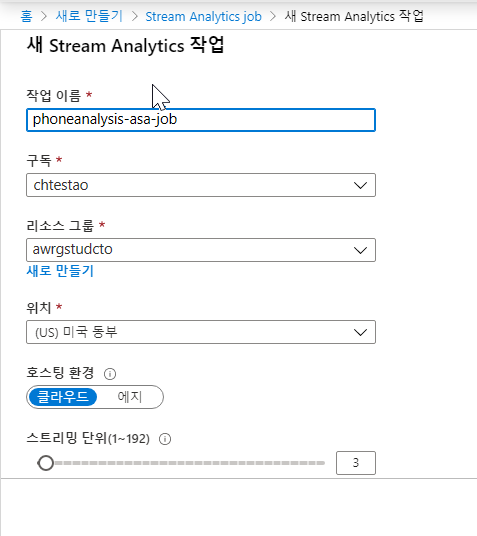 홈 > 새로 만들기 > Stream Analytics job > 새 Stream Analytics 작업
새 Stream Analytics 작업
작업 이름 *
phoneanalysis-asa-job
구독 *
chtestao
리소스 그룹 *
awrgstudcto
새로 만들기
위치 *
(US) 미국 동부
호스팅 환경
클라우드 에지
스트리밍 단위(1~192)
3